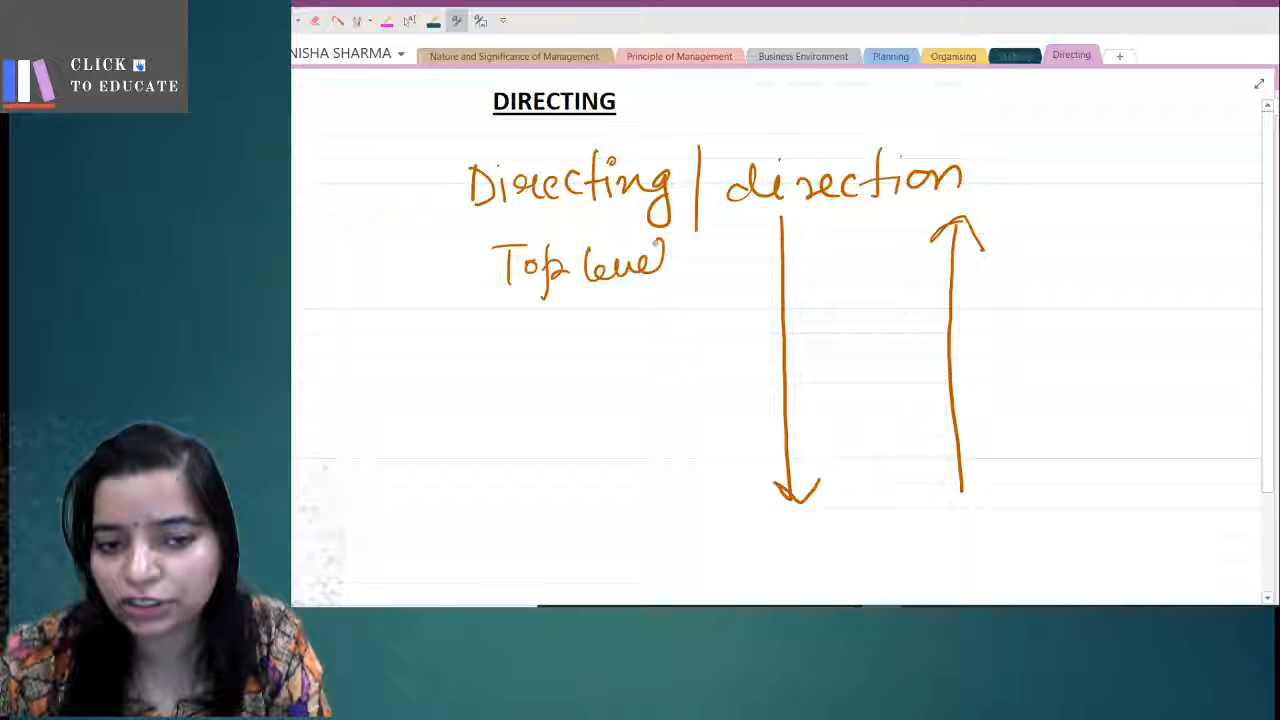 CLICK
TO EDUCATE
NISHA SHARMA
Nature and Significance of Management
Principle of Management
Business Environment
Planning
Organising
Directing
DIRECTING
Directing | direction
Top level